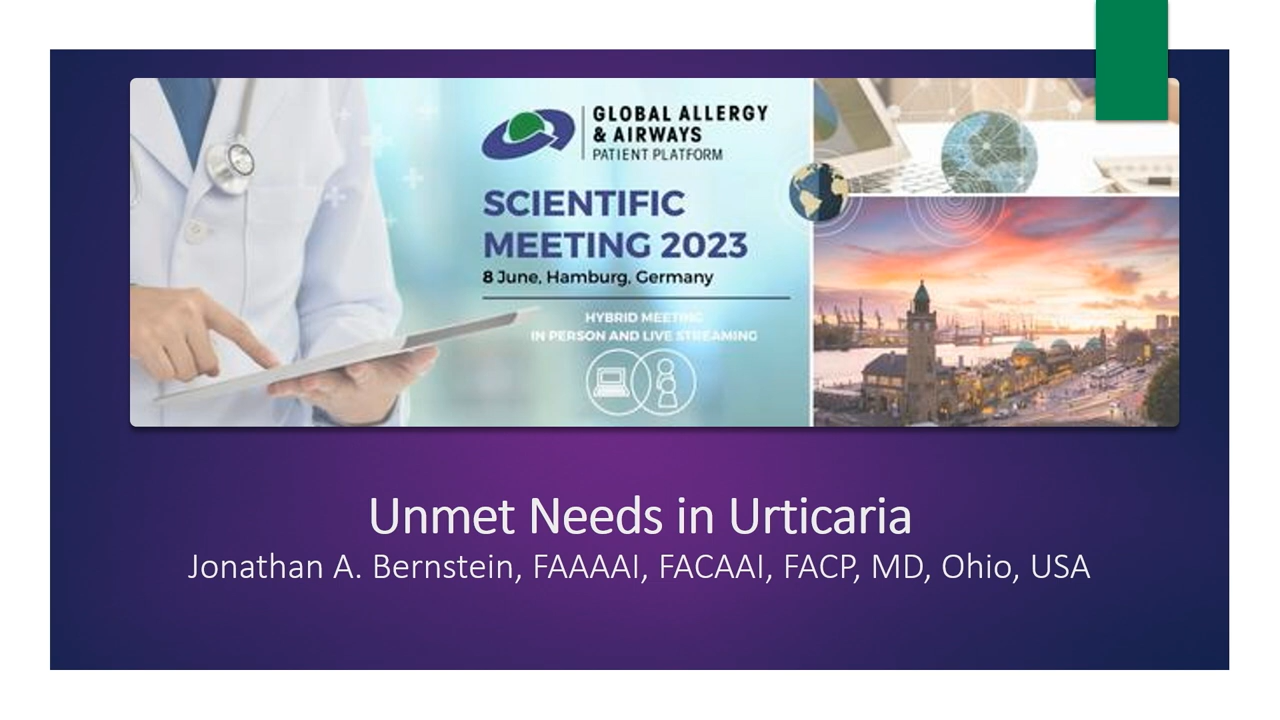 GLOBAL ALLERGY
& AIRWAYS
PATIENT PLATFORM
SCIENTIFIC
MEETING 2023
8 June, Hamburg, Germany
HYBRID MEETING
IN PERSON AND LIVE STREAMING
Unmet Needs in Urticaria
Jonathan A. Bernstein, FAAAAI, FACAAI, FACP, MD, Ohio, USA